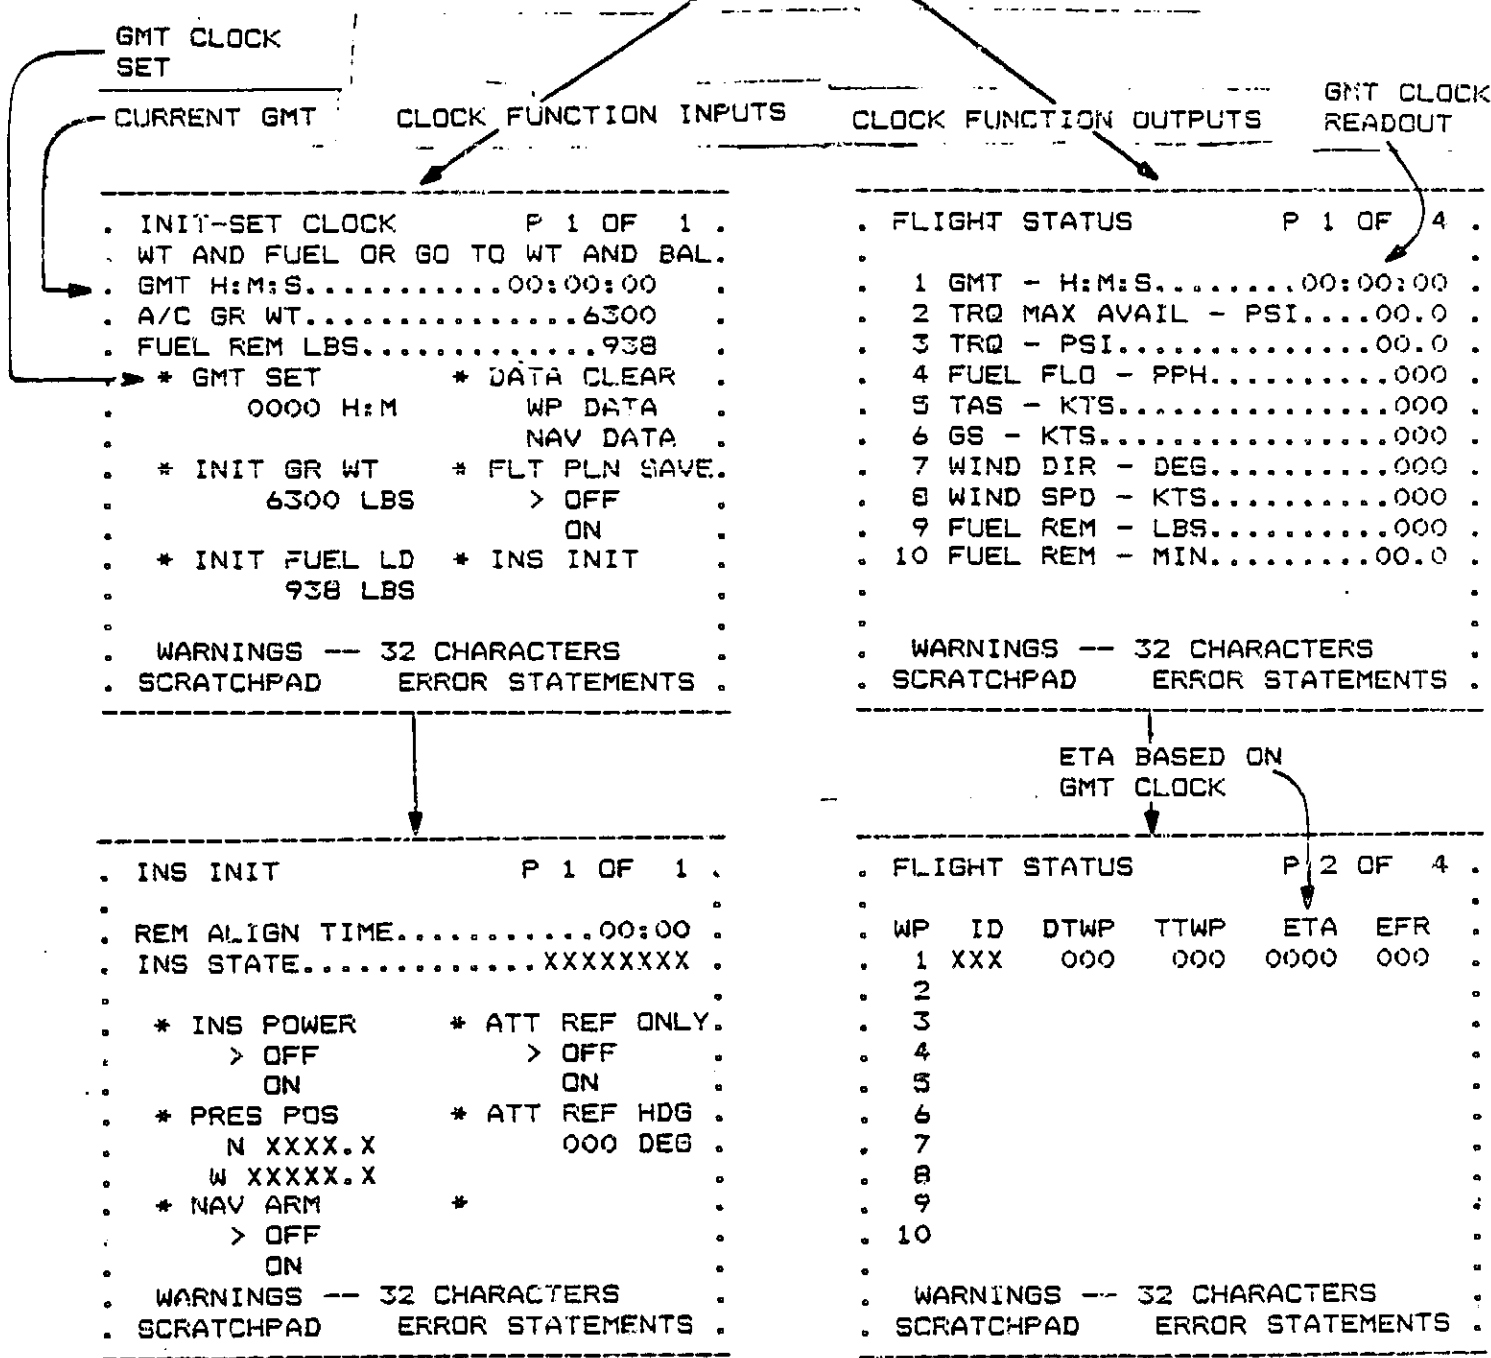 GMT CLOCK
SET
CURRENT GMT
CLOCK FUNCTION INPUTS
CLOCK FUNCTION OUTPUTS
GMT CLOCK
READOUT
. INIT-SET CLOCK P 1 OF 1 .
. WT AND FUEL OR GO TO WT AND BAL.
. GMT H:M:S...........00:00:00 .
. A/C GR WT...............6300 .
. FUEL REM LBS.............938 .
* GMT SET * DATA CLEAR .
. 0000 H:M WP DATA
. NAV DATA .
. * INIT GR WT * FLT PLN SAVE.
. 6300 LBS > OFF .
. ON .
. * INIT FUEL LD * INS INIT .
. 938 LBS .
. .
. WARNINGS -- 32 CHARACTERS .
. SCRATCHPAD ERROR STATEMENTS .
. FLIGHT STATUS P 1 OF 4 .
. .
. 1 GMT - H:M:S........00:00:00 .
. 2 TRQ MAX AVAIL - PSI....00.0 .
. 3 TRQ - PSI..............00.0 .
. 4 FUEL FLO - PPH..........000 .
. 5 TAS - KTS...............000 .
. 6 GS - KTS................000 .
. 7 WIND DIR - DEG..........000 .
. 8 WIND SPD - KTS..........000 .
. 9 FUEL REM - LBS..........000 .
. 10 FUEL REM - MIN.........00.0 .
. .
. .
. WARNINGS -- 32 CHARACTERS .
. SCRATCHPAD ERROR STATEMENTS .
ETA BASED ON
GMT CLOCK
. INS INIT P 1 OF 1 .
. .
. REM ALIGN TIME...........00:00 .
. INS STATE.............XXXXXXXX .
. .
. * INS POWER * ATT REF ONLY.
. > OFF > OFF .
. ON ON .
. * PRES POS * ATT REF HDG .
. N XXXX.X 000 DEG .
. W XXXXX.X .
. * NAV ARM * .
. > OFF .
. ON .
. WARNINGS -- 32 CHARACTERS .
. SCRATCHPAD ERROR STATEMENTS .
. FLIGHT STATUS P 2 OF 4 .
. .
. WP ID DTWP TTWP ETA EFR .
. 1 XXX 000 000 0000 000 .
. 2 .
. 3 .
. 4 .
. 5 .
. 6 .
. 7 .
. 8 .
. 9 .
. 10 .
. .
. WARNINGS -- 32 CHARACTERS .
. SCRATCHPAD ERROR STATEMENTS .